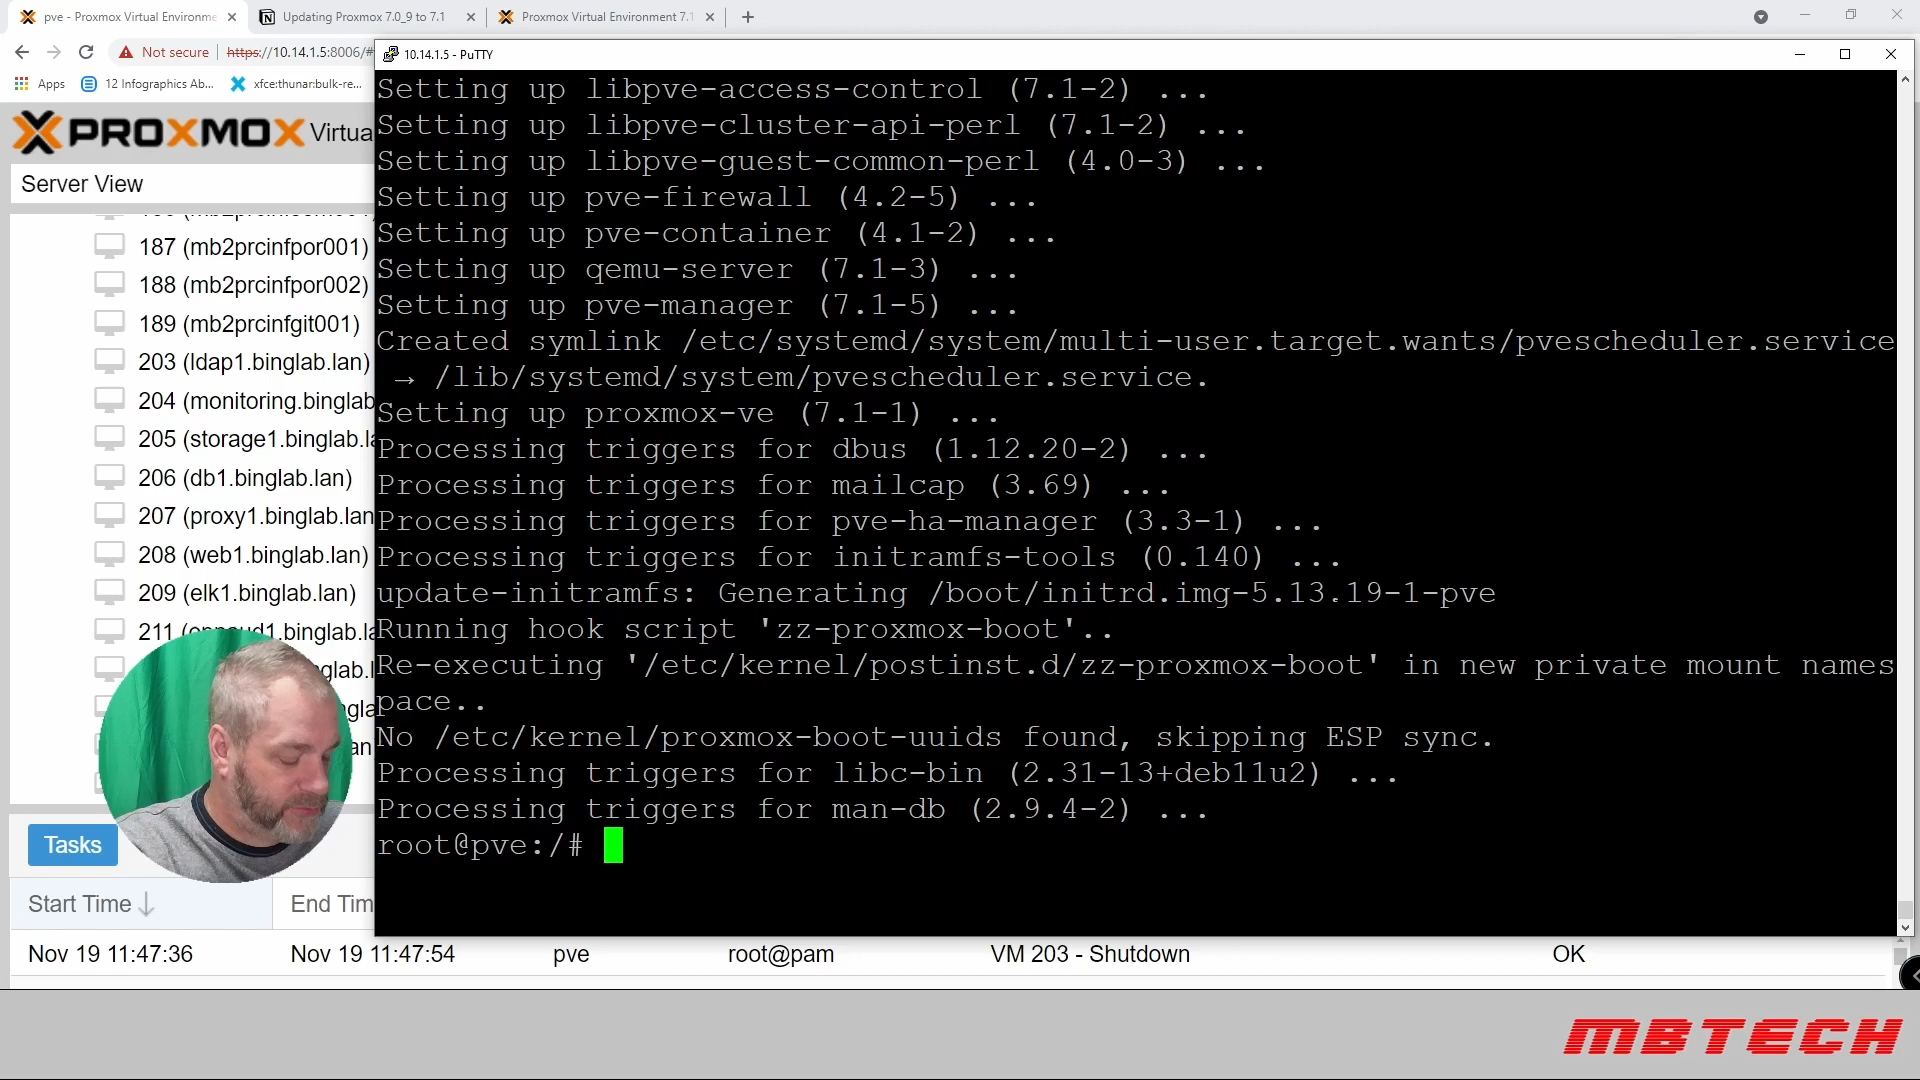 pve - Proxmox Virtual Environme
Updating Proxmox 7.0_9 to 7.1
Proxmox Virtual Environment 7.1
Not secure
https://10.14.1.5:8006/#
Apps
12 Infographics Ab...
xfce:thunar:bulk-re...
PROXMOX Virtua
Server View
187 (mb2prcinfpor001)
188 (mb2prcinfpor002)
189 (mb2prcinfgit001)
203 (ldap1.binglab.lan)
204 (monitoring.binglab
205 (storage1.binglab.la
206 (db1.binglab.lan)
207 (proxy1.binglab.lan
208 (web1.binglab.lan)
209 (elk1.binglab.lan)
211 1.binglab.la
10.14.1.5 - PuTTY
Setting up libpve-access-control (7.1-2) ...
Setting up libpve-cluster-api-perl (7.1-2) ...
Setting up libpve-guest-common-perl (4.0-3) ...
Setting up pve-firewall (4.2-5) ...
Setting up pve-container (4.1-2) ...
Setting up qemu-server (7.1-3) ...
Setting up pve-manager (7.1-5) ...
Created symlink /etc/systemd/system/multi-user.target.wants/pvescheduler.service
→ /lib/systemd/system/pvescheduler.service.
Setting up proxmox-ve (7.1-1) ...
Processing triggers for dbus (1.12.20-2) ...
Processing triggers for mailcap (3.69) ...
Processing triggers for pve-ha-manager (3.3-1) ...
Processing triggers for initramfs-tools (0.140) ...
update-initramfs: Generating /boot/initrd.img-5.13.19-1-pve
Running hook script 'zz-proxmox-boot'..
Re-executing '/etc/kernel/postinst.d/zz-proxmox-boot' in new private mount names
pace..
No /etc/kernel/proxmox-boot-uuids found, skipping ESP sync.
Processing triggers for libc-bin (2.31-13+deb11u2) ...
Processing triggers for man-db (2.9.4-2) ...
root@pve:/#
Tasks
Start Time
End Tim
Nov 19 11:47:36
Nov 19 11:47:54
pve
root@pam
VM 203 - Shutdown
OK
MBTECH